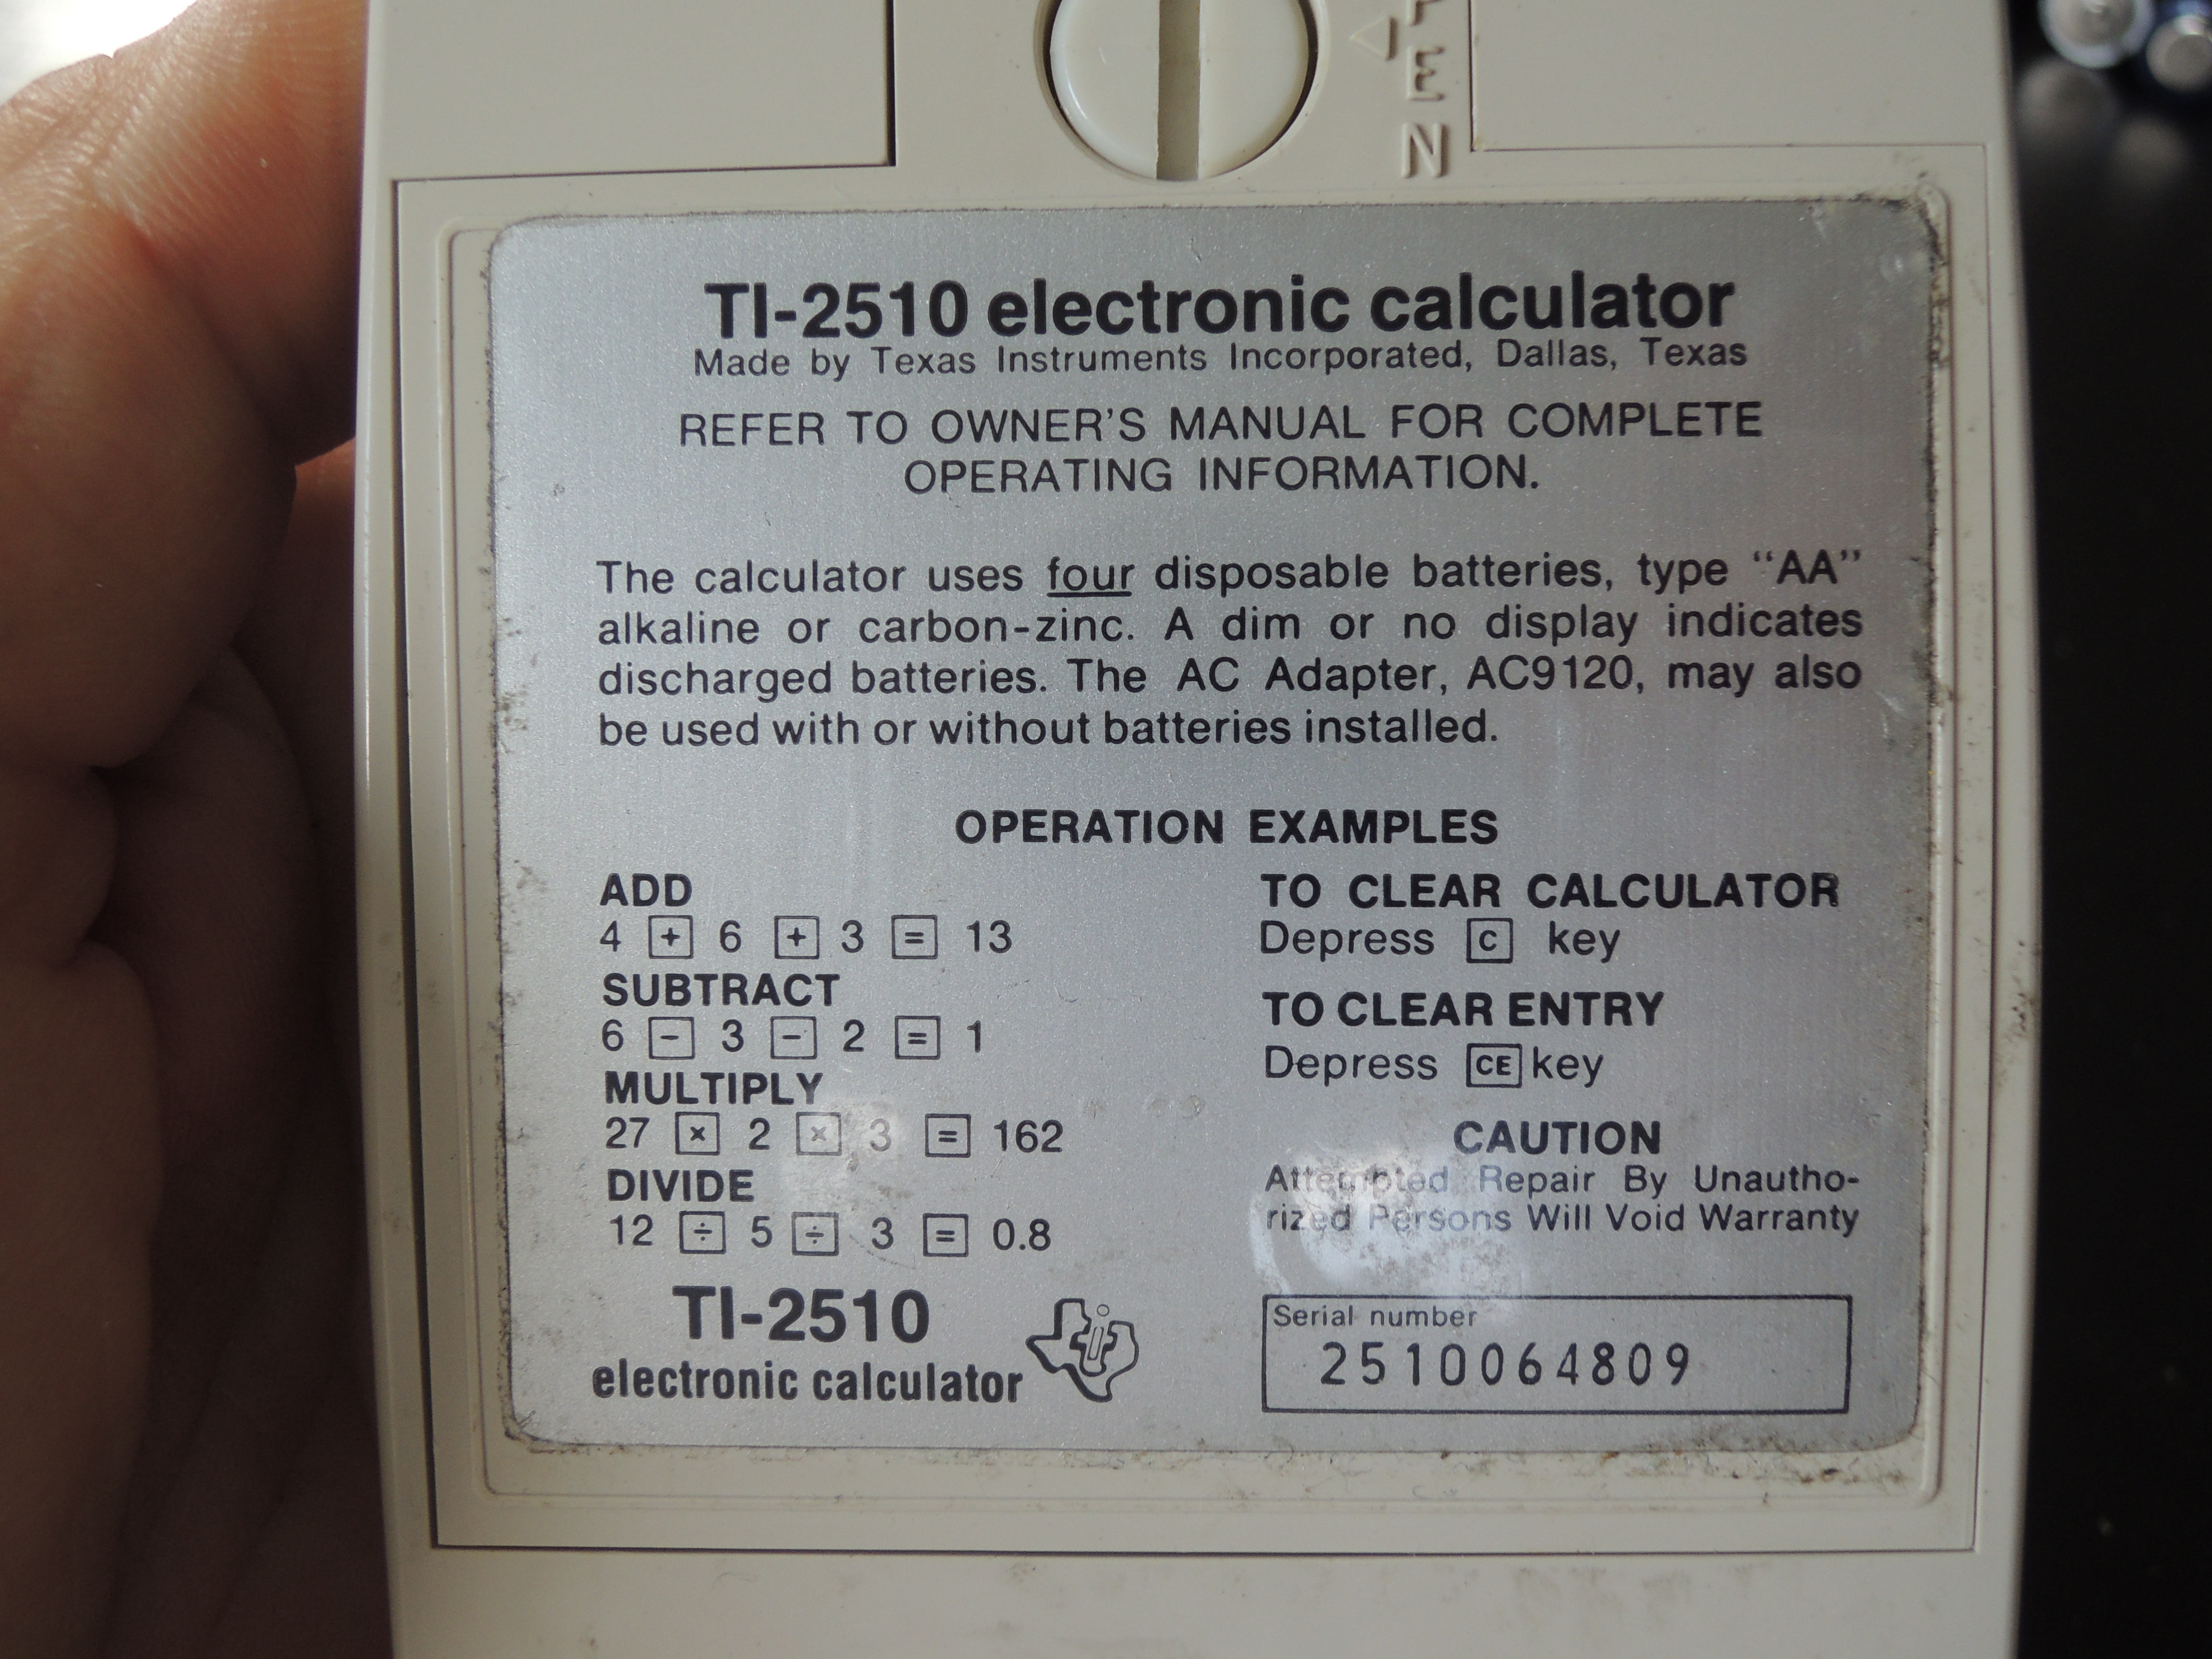 PEN
TI-2510 electronic calculator
Made by Texas Instruments Incorporated, Dallas, Texas
REFER TO OWNER'S MANUAL FOR COMPLETE
OPERATING INFORMATION.
The calculator uses four disposable batteries, type “AA”
alkaline or carbon-zinc. A dim or no display indicates
discharged batteries. The AC Adapter, AC9120, may also
be used with or without batteries installed.
OPERATION EXAMPLES
ADD
4 + 6 + 3 = 13
SUBTRACT
6 − 3 − 2 = 1
MULTIPLY
27 × 2 × 3 = 162
DIVIDE
12 ÷ 5 ÷ 3 = 0.8
TO CLEAR CALCULATOR
Depress C key
TO CLEAR ENTRY
Depress CE key
CAUTION
Attempted Repair By Unautho-
rized Persons Will Void Warranty
TI-2510
electronic calculator
Serial number
2510064809